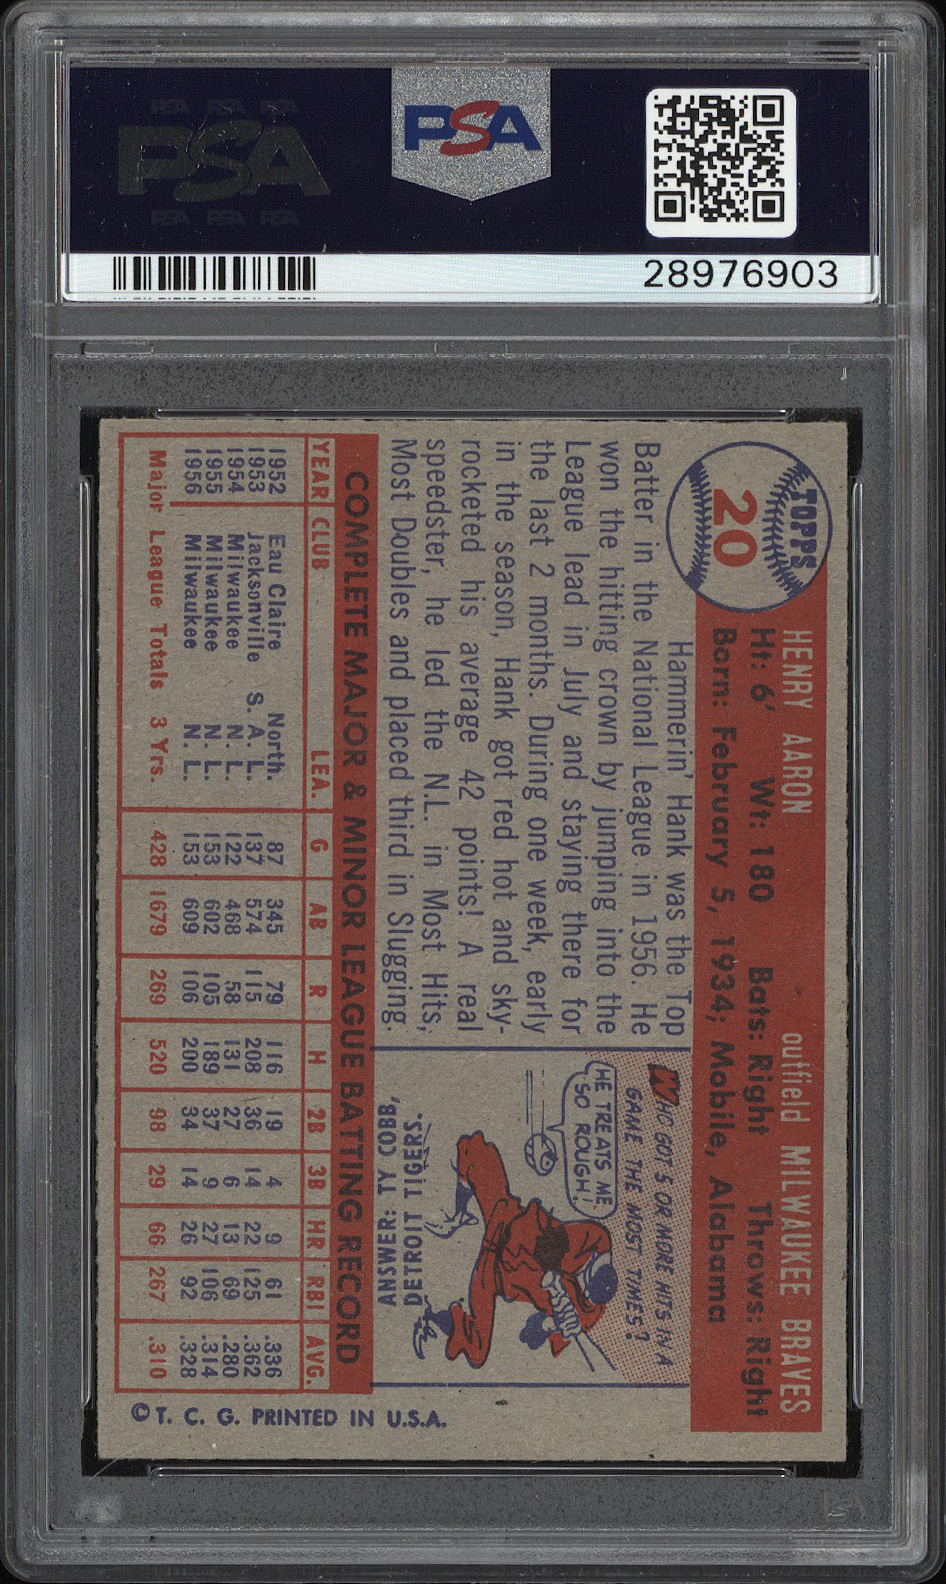 PSA PSA PSA
PSA
PSA PSA PSA
PSA
28976903
TOPPS
20
HENRY AARON
outfield MILWAUKEE BRAVES
Ht: 6' Wt: 180 Bats: Right Throws: Right
Born: February 5, 1934; Mobile, Alabama
Hammerin' Hank was the Top
Batter in the National League in 1956. He
won the hitting crown by jumping into the
League lead in July and staying there for
the last 2 months. During one week, early
in the season, Hank got red hot and sky-
rocketed his average 42 points! A real
speedster, he led the N.L. in Most Hits,
Most Doubles and placed third in Slugging.
WHO GOT 5 OR MORE HITS IN A
GAME THE MOST TIMES?
HE TREATS ME
SO ROUGH!
ANSWER: TY COBB,
DETROIT TIGERS.
COMPLETE MAJOR & MINOR LEAGUE BATTING RECORD
YEAR CLUB LEA. G AB R H 2B 3B HR RBI AVG.
1952 Eau Claire North. 87 345 79 116 19 4 9 61 .336
1953 Jacksonville S. A. L. 137 574 115 208 36 14 22 125 .362
1954 Milwaukee N. L. 122 468 58 131 27 6 13 69 .280
1955 Milwaukee N. L. 153 602 105 189 37 9 27 106 .314
1956 Milwaukee N. L. 153 609 106 200 34 14 26 92 .328
Major League Totals 3 Yrs. 428 1679 269 520 98 29 66 267 .310
© T. C. G. PRINTED IN U.S.A.